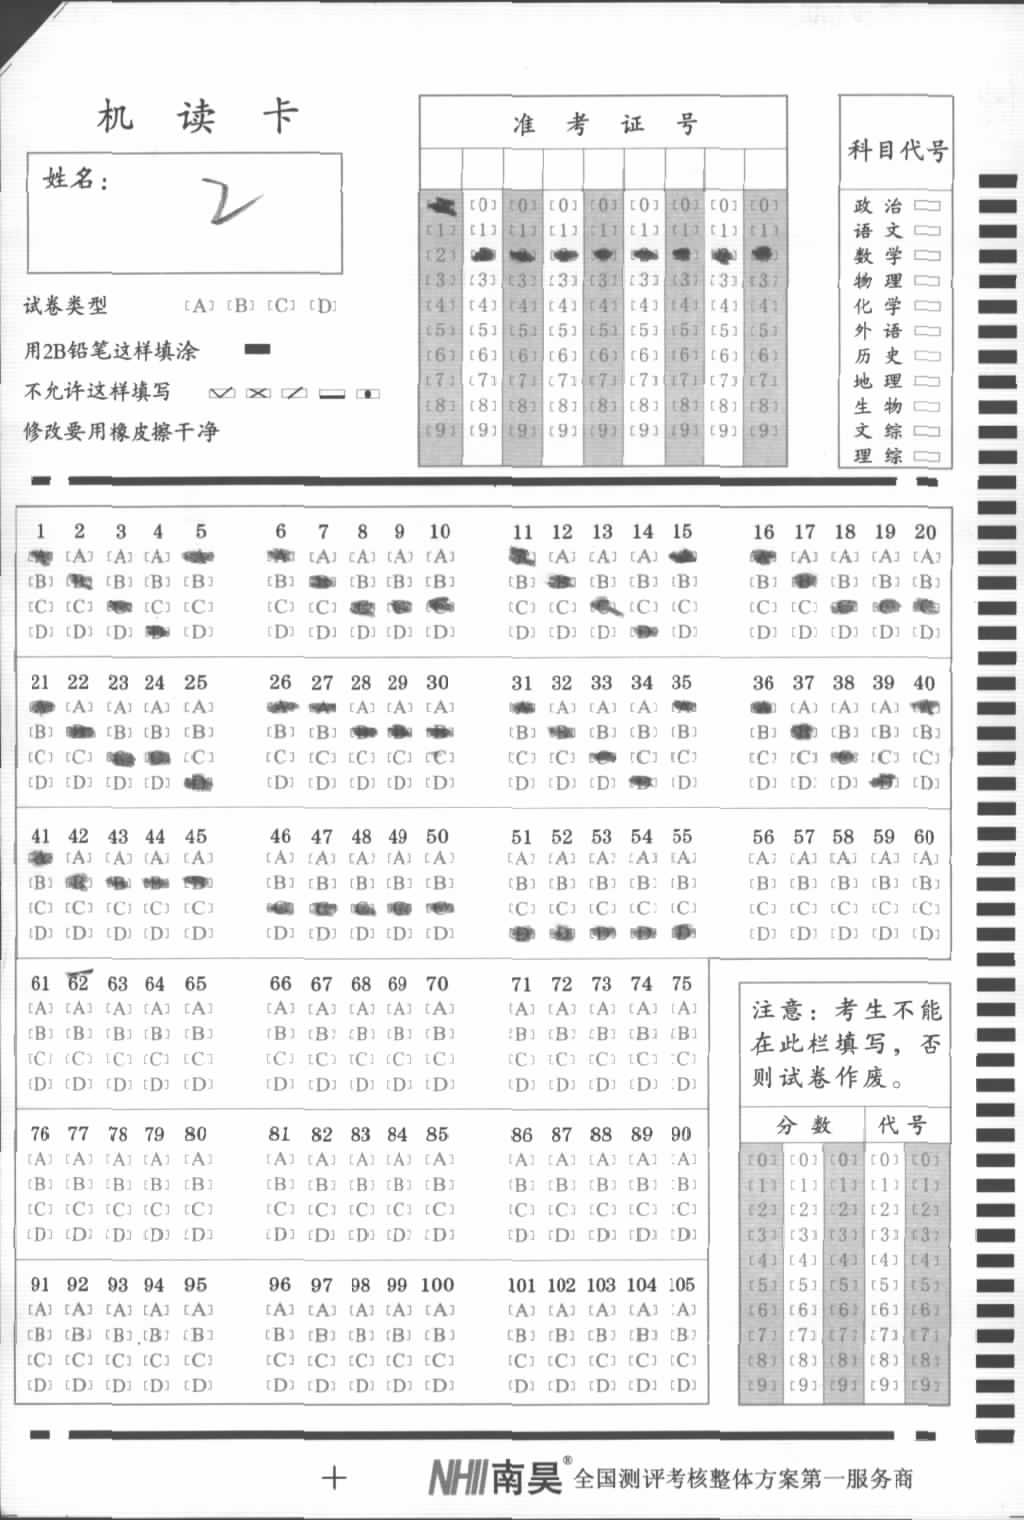 机 读 卡
姓名:
2
试卷类型 [A] [B] [C] [D]
用2B铅笔这样填涂
不允许这样填写
修改要用橡皮擦干净
准 考 证 号
[0] [0] [0] [0] [0] [0] [0] [0]
[1] [1] [1] [1] [1] [1] [1] [1] [1]
[2]
[3] [3] [3] [3] [3] [3] [3] [3] [3]
[4] [4] [4] [4] [4] [4] [4] [4] [4]
[5] [5] [5] [5] [5] [5] [5] [5] [5]
[6] [6] [6] [6] [6] [6] [6] [6] [6]
[7] [7] [7] [7] [7] [7] [7] [7] [7]
[8] [8] [8] [8] [8] [8] [8] [8] [8]
[9] [9] [9] [9] [9] [9] [9] [9] [9]
科目代号
政 治
语 文
数 学
物 理
化 学
外 语
历 史
地 理
生 物
文 综
理 综
1 2 3 4 5 6 7 8 9 10 11 12 13 14 15 16 17 18 19 20
[A] [A] [A] [A] [A] [A] [A] [A] [A] [A] [A] [A] [A]
[B] [B] [B] [B] [B] [B] [B] [B] [B] [B] [B] [B] [B] [B] [B] [B]
[C] [C] [C] [C] [C] [C] [C] [C] [C] [C] [C] [C]
[D] [D] [D] [D] [D] [D] [D] [D] [D] [D] [D] [D] [D] [D] [D] [D] [D] [D]
21 22 23 24 25 26 27 28 29 30 31 32 33 34 35 36 37 38 39 40
[A] [A] [A] [A] [A] [A] [A] [A] [A] [A] [A] [A] [A]
[B] [B] [B] [B] [B] [B] [B] [B] [B] [B] [B] [B] [B] [B]
[C] [C] [C] [C] [C] [C] [C] [C] [C] [C] [C] [C] [C] [C] [C] [C]
[D] [D] [D] [D] [D] [D] [D] [D] [D] [D] [D] [D] [D] [D] [D] [D] [D]
41 42 43 44 45 46 47 48 49 50 51 52 53 54 55 56 57 58 59 60
[A] [A] [A] [A] [A] [A] [A] [A] [A] [A] [A] [A] [A] [A] [A] [A] [A] [A] [A]
[B] [B] [B] [B] [B] [B] [B] [B] [B] [B] [B] [B] [B] [B] [B] [B]
[C] [C] [C] [C] [C] [C] [C] [C] [C] [C] [C] [C] [C] [C] [C]
[D] [D] [D] [D] [D] [D] [D] [D] [D] [D] [D] [D] [D] [D] [D]
61 62 63 64 65 66 67 68 69 70 71 72 73 74 75
[A] [A] [A] [A] [A] [A] [A] [A] [A] [A] [A] [A] [A] [A] [A]
[B] [B] [B] [B] [B] [B] [B] [B] [B] [B] [B] [B] [B] [B] [B]
[C] [C] [C] [C] [C] [C] [C] [C] [C] [C] [C] [C] [C] [C] [C]
[D] [D] [D] [D] [D] [D] [D] [D] [D] [D] [D] [D] [D] [D] [D]
76 77 78 79 80 81 82 83 84 85 86 87 88 89 90
[A] [A] [A] [A] [A] [A] [A] [A] [A] [A] [A] [A] [A] [A] [A]
[B] [B] [B] [B] [B] [B] [B] [B] [B] [B] [B] [B] [B] [B] [B]
[C] [C] [C] [C] [C] [C] [C] [C] [C] [C] [C] [C] [C] [C] [C]
[D] [D] [D] [D] [D] [D] [D] [D] [D] [D] [D] [D] [D] [D] [D]
91 92 93 94 95 96 97 98 99 100 101 102 103 104 105
[A] [A] [A] [A] [A] [A] [A] [A] [A] [A] [A] [A] [A] [A] [A]
[B] [B] [B] [B] [B] [B] [B] [B] [B] [B] [B] [B] [B] [B] [B]
[C] [C] [C] [C] [C] [C] [C] [C] [C] [C] [C] [C] [C] [C] [C]
[D] [D] [D] [D] [D] [D] [D] [D] [D] [D] [D] [D] [D] [D] [D]
注意:考生不能
在此栏填写,否
则试卷作废。
分 数 代 号
[0] [0] [0] [0] [0]
[1] [1] [1] [1] [1]
[2] [2] [2] [2] [2]
[3] [3] [3] [3] [3]
[4] [4] [4] [4] [4]
[5] [5] [5] [5] [5]
[6] [6] [6] [6] [6]
[7] [7] [7] [7] [7]
[8] [8] [8] [8] [8]
[9] [9] [9] [9] [9]
NHII南昊® 全国测评考核整体方案第一服务商